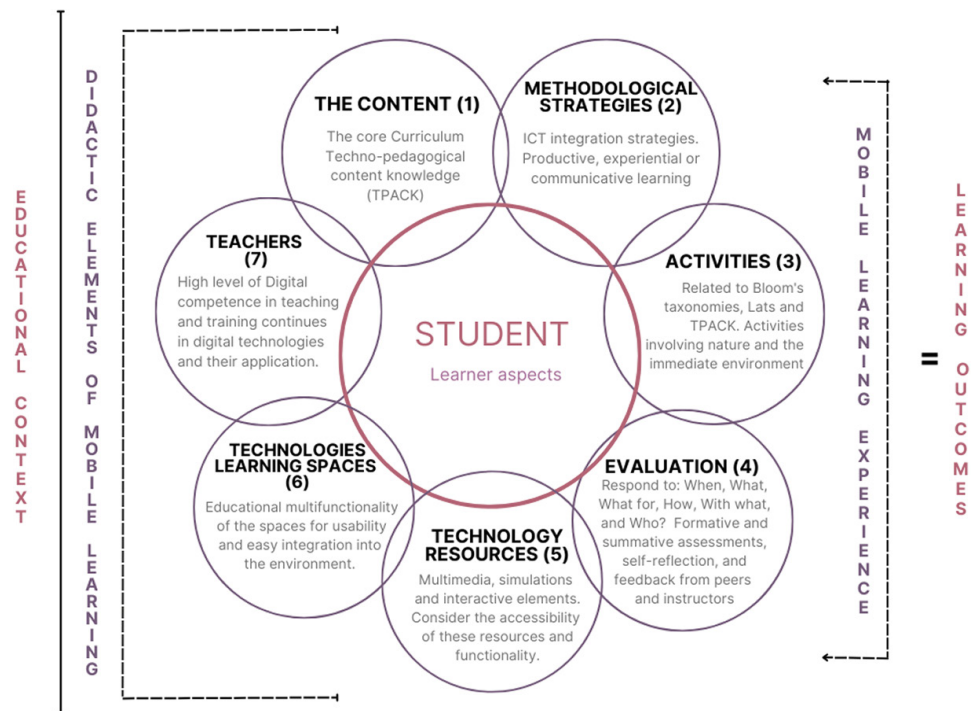 EDUCATIONAL CONTEXT
DIDACTIC ELEMENTS OF MOBILE LEARNING
THE CONTENT (1)
The core Curriculum
Techno-pedagogical
content knowledge
(TPACK)
METHODOLOGICAL
STRATEGIES (2)
ICT integration strategies.
Productive, experiential or
communicative learning
ACTIVITIES (3)
Related to Bloom's
taxonomies, Lats and
TPACK. Activities
involving nature and the
immediate environment
EVALUATION (4)
Respond to: When, What,
What for, How, With what,
and Who? Formative and
summative assessments,
self-reflection, and
feedback from peers
and instructors
TECHNOLOGY
RESOURCES (5)
Multimedia, simulations
and interactive elements.
Consider the accessibility
of these resources and
functionality.
TECHNOLOGIES
LEARNING SPACES
(6)
Educational multifunctionality
of the spaces for usability
and easy integration into
the environment.
TEACHERS
(7)
High level of Digital
competence in teaching
and training continues
in digital technologies
and their application.
STUDENT
Learner aspects
MOBILE LEARNING EXPERIENCE
=
LEARNING OUTCOMES